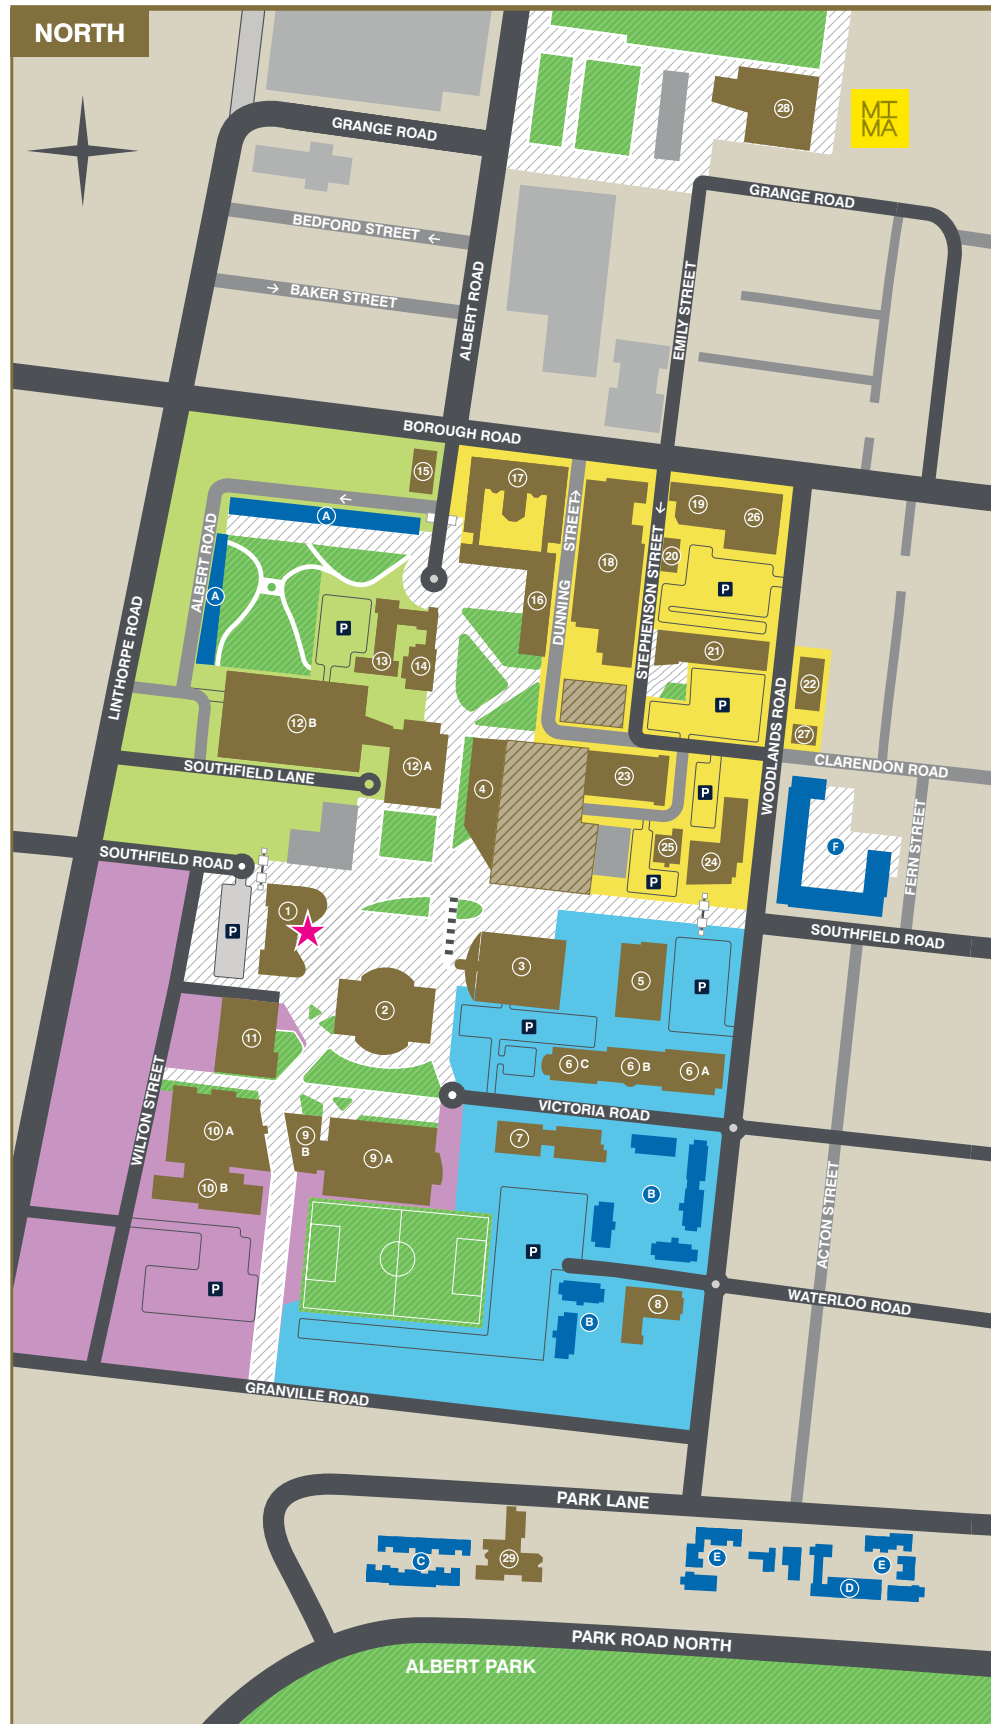 NORTH
GRANGE ROAD
28
MI
MA
GRANGE ROAD
BEDFORD STREET
BAKER STREET
ALBERT ROAD
EMILY STREET
BOROUGH ROAD
15
17
A
19
26
ALBERT ROAD
DUNNING STREET
STEPHENSON STREET
20
18
P
A
16
LINTHORPE ROAD
P
13
14
21
22
P
12 B
27
WOODLANDS ROAD
SOUTHFIELD LANE
12 A
4
23
P
CLARENDON ROAD
FERN STREET
F
25
24
P
SOUTHFIELD ROAD
1
P
SOUTHFIELD ROAD
3
5
P
2
P
11
6 C
6 B
6 A
WILTON STREET
VICTORIA ROAD
10 A
9
B
9 A
7
10 B
B
ACTON STREET
P
P
8
B
WATERLOO ROAD
GRANVILLE ROAD
PARK LANE
C
29
E
E
D
PARK ROAD NORTH
ALBERT PARK